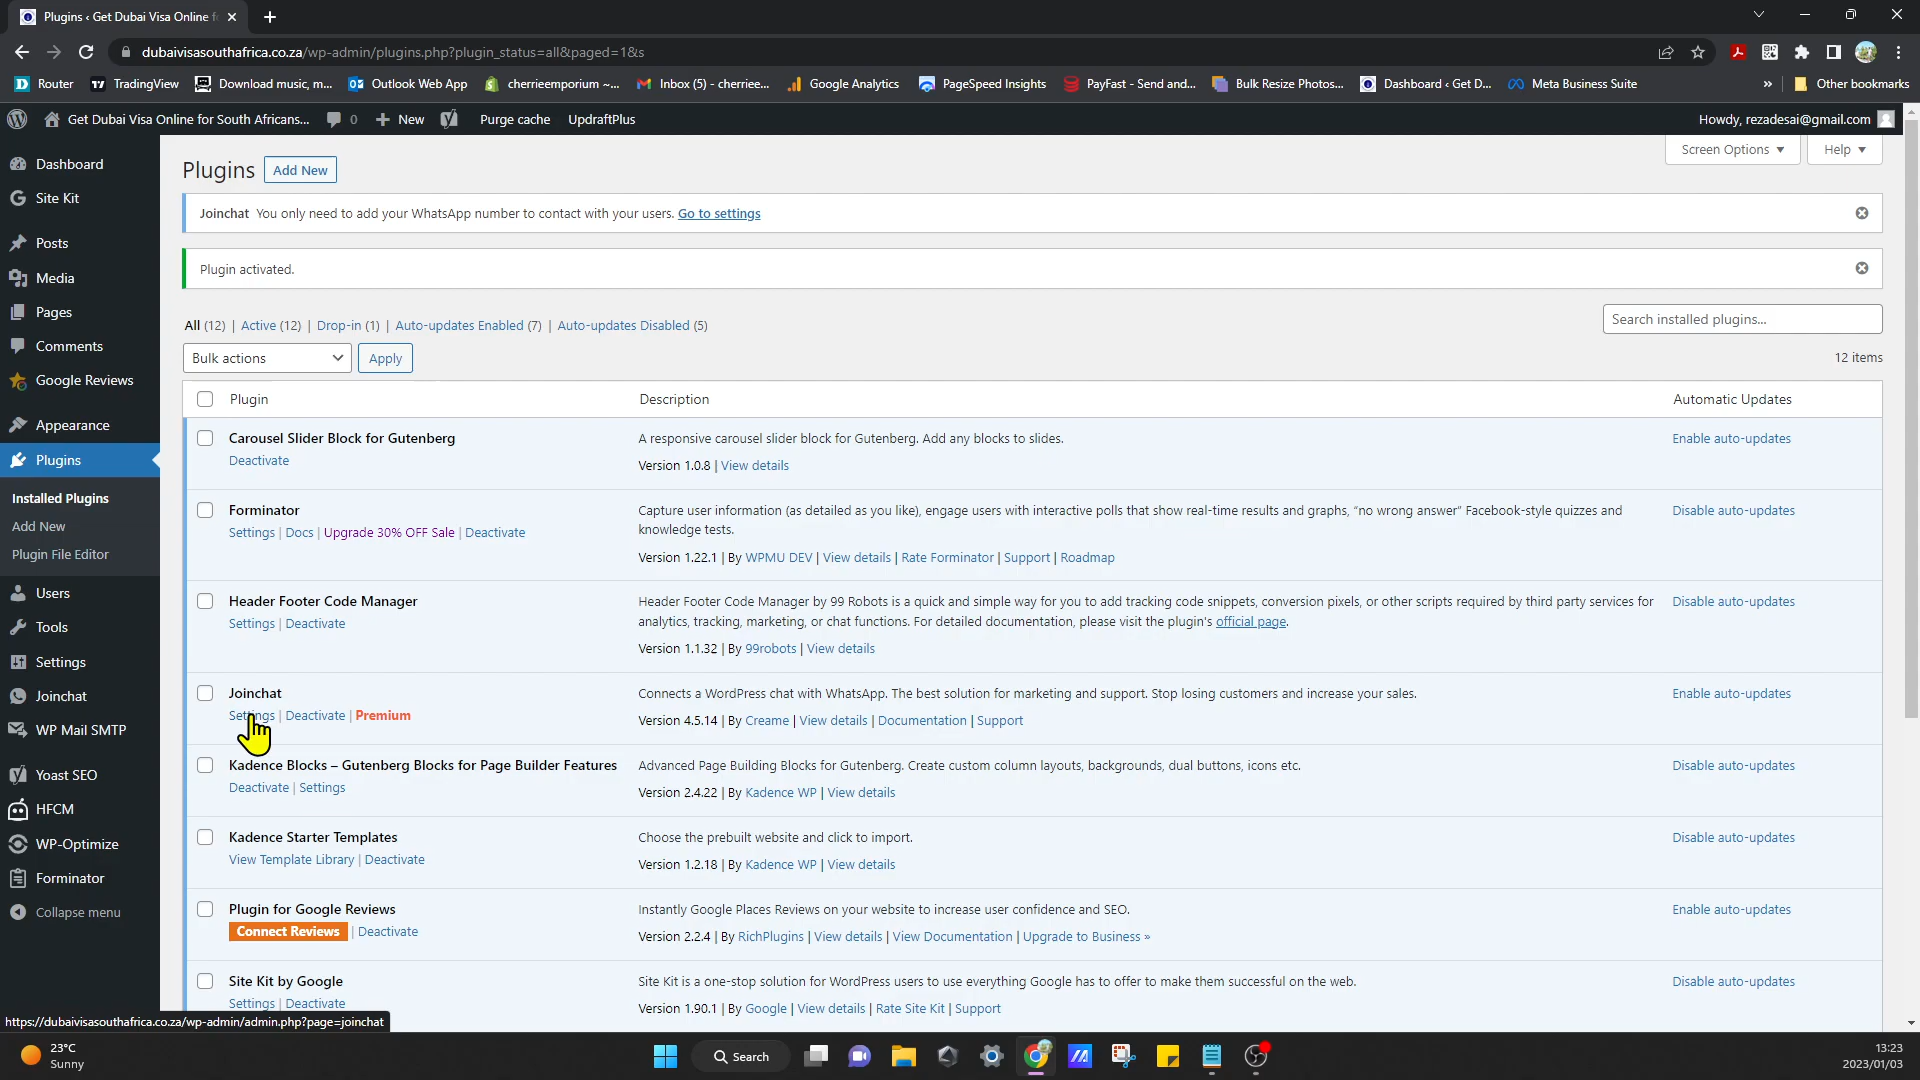 Plugins ‹ Get Dubai Visa Online f
dubaivisasouthafrica.co.za/wp-admin/plugins.php?plugin_status=all&paged=1&s
Router
TradingView
Download music, m...
Outlook Web App
cherrieemporium ~...
Inbox (5) - cherriee...
Google Analytics
PageSpeed Insights
PayFast - Send and...
Bulk Resize Photos...
Dashboard ‹ Get D...
Meta Business Suite
»
Other bookmarks
Get Dubai Visa Online for South Africans...
0
New
Purge cache
UpdraftPlus
Howdy, rezadesai@gmail.com
Dashboard
Site Kit
Posts
Media
Pages
Comments
Google Reviews
Appearance
Plugins
Installed Plugins
Add New
Plugin File Editor
Users
Tools
Settings
Joinchat
WP Mail SMTP
Yoast SEO
HFCM
WP-Optimize
Forminator
Collapse menu
Screen Options
Help
Plugins
Add New
Joinchat You only need to add your WhatsApp number to contact with your users. Go to settings
Plugin activated.
All (12) | Active (12) | Drop-in (1) | Auto-updates Enabled (7) | Auto-updates Disabled (5)
Search installed plugins...
Bulk actions
Apply
12 items
Plugin
Description
Automatic Updates
Carousel Slider Block for Gutenberg
Deactivate
A responsive carousel slider block for Gutenberg. Add any blocks to slides.
Version 1.0.8 | View details
Enable auto-updates
Forminator
Settings | Docs | Upgrade 30% OFF Sale | Deactivate
Capture user information (as detailed as you like), engage users with interactive polls that show real-time results and graphs, “no wrong answer” Facebook-style quizzes and
knowledge tests.
Version 1.22.1 | By WPMU DEV | View details | Rate Forminator | Support | Roadmap
Disable auto-updates
Header Footer Code Manager
Settings | Deactivate
Header Footer Code Manager by 99 Robots is a quick and simple way for you to add tracking code snippets, conversion pixels, or other scripts required by third party services for
analytics, tracking, marketing, or chat functions. For detailed documentation, please visit the plugin's official page.
Version 1.1.32 | By 99robots | View details
Disable auto-updates
Joinchat
Settings | Deactivate | Premium
Connects a WordPress chat with WhatsApp. The best solution for marketing and support. Stop losing customers and increase your sales.
Version 4.5.14 | By Creame | View details | Documentation | Support
Enable auto-updates
Kadence Blocks – Gutenberg Blocks for Page Builder Features
Deactivate | Settings
Advanced Page Building Blocks for Gutenberg. Create custom column layouts, backgrounds, dual buttons, icons etc.
Version 2.4.22 | By Kadence WP | View details
Disable auto-updates
Kadence Starter Templates
View Template Library | Deactivate
Choose the prebuilt website and click to import.
Version 1.2.18 | By Kadence WP | View details
Disable auto-updates
Plugin for Google Reviews
Connect Reviews | Deactivate
Instantly Google Places Reviews on your website to increase user confidence and SEO.
Version 2.2.4 | By RichPlugins | View details | View Documentation | Upgrade to Business »
Enable auto-updates
Site Kit by Google
Settings | Deactivate
Site Kit is a one-stop solution for WordPress users to use everything Google has to offer to make them successful on the web.
Version 1.90.1 | By Google | View details | Rate Site Kit | Support
Disable auto-updates
https://dubaivisasouthafrica.co.za/wp-admin/admin.php?page=joinchat
23°C
Sunny
Search
13:23
2023/01/03